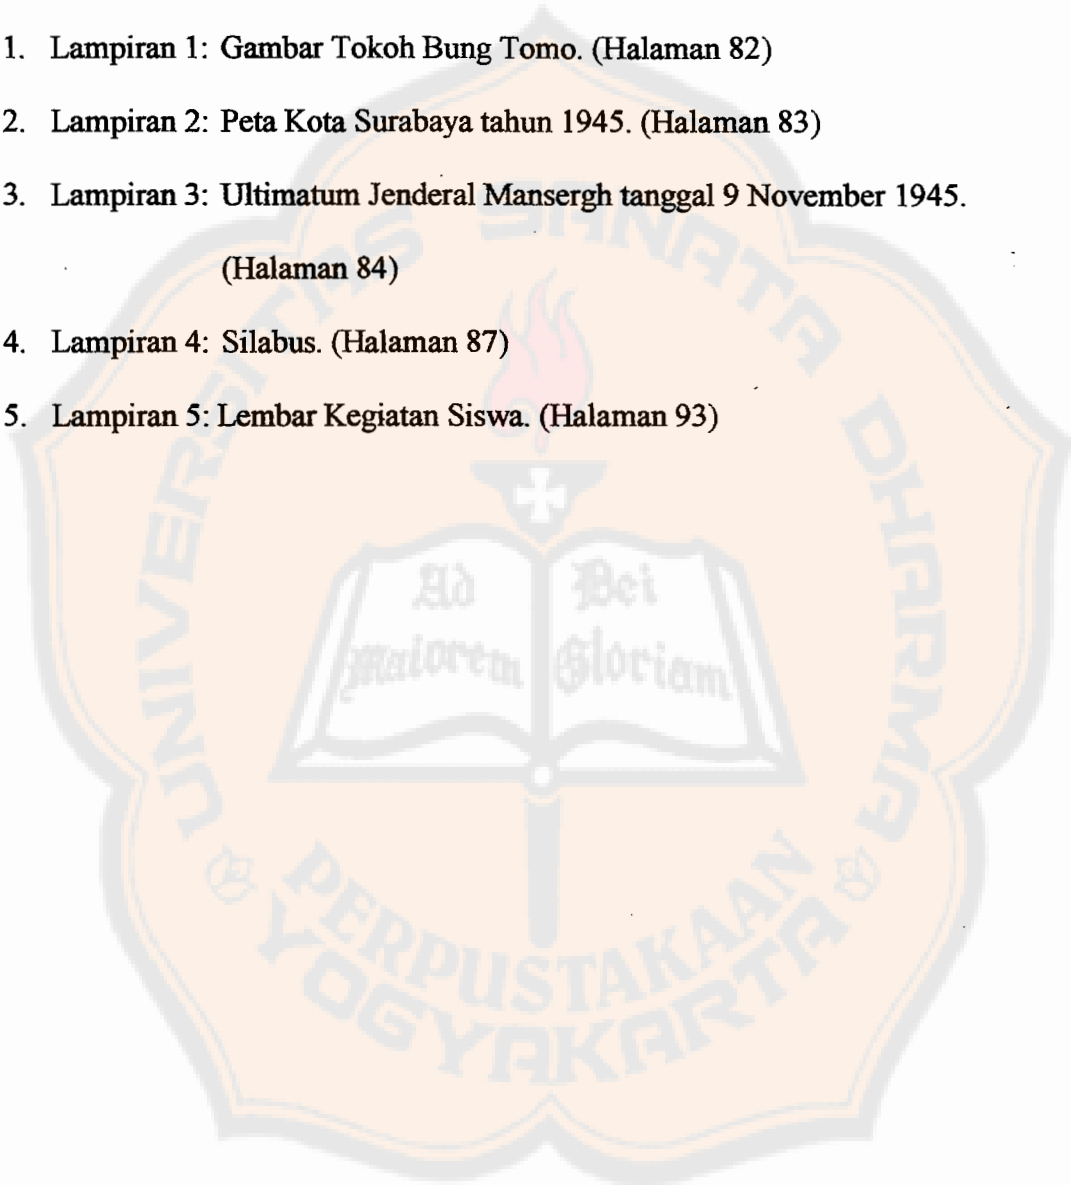 1. Lampiran 1: Gambar Tokoh Bung Tomo. (Halaman 82)
2. Lampiran 2: Peta Kota Surabaya tahun 1945. (Halaman 83)
3. Lampiran 3: Ultimatum Jenderal Mansergh tanggal 9 November 1945.
(Halaman 84)
4. Lampiran 4: Silabus. (Halaman 87)
5. Lampiran 5: Lembar Kegiatan Siswa. (Halaman 93)
UNIVERSITAS SANATA DHARMA
Ad Dei
maiorem Gloriam
PERPUSTAKAAN
YOGYAKARTA